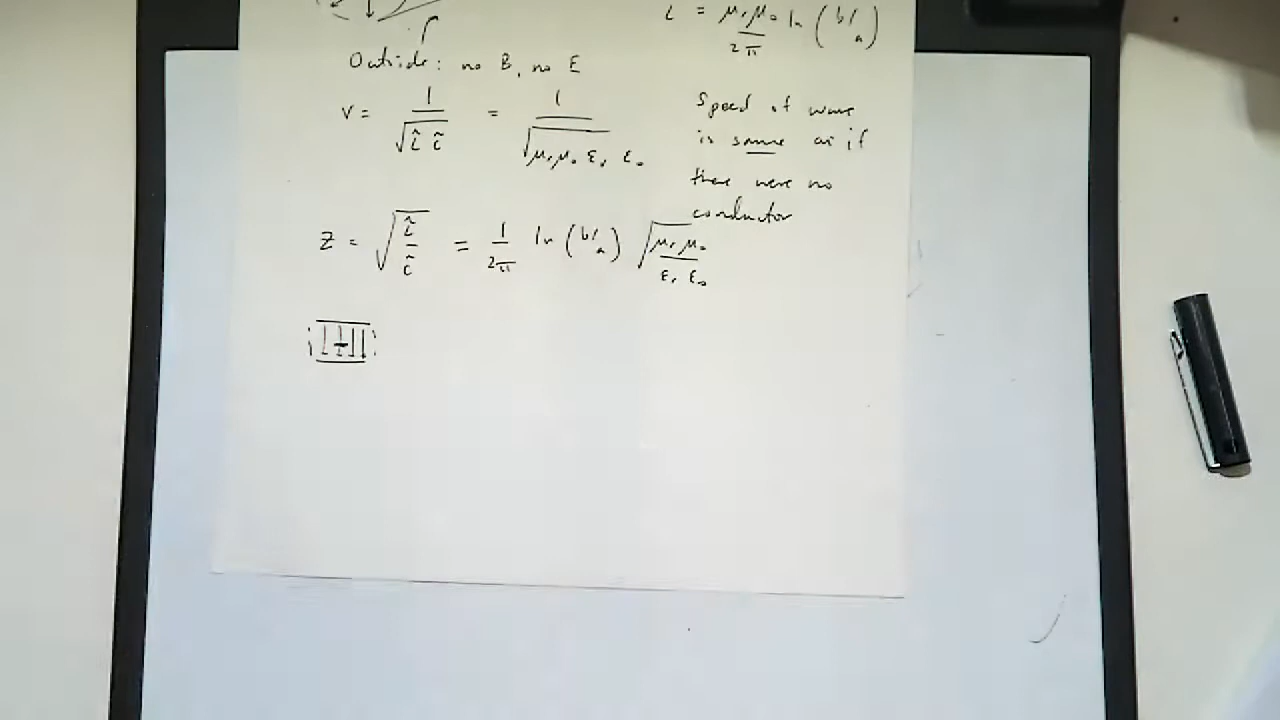 L̃ = μᵣμ₀/2π ln (b/a)
Outside: no B, no E
v = 1/√(L̃ C̃) = 1/√(μᵣμ₀ εᵣ ε₀)
Speed of wave
is same as if
there were no
conductor
Z = √(L̃/C̃) = 1/2π ln (b/a) √(μᵣμ₀/εᵣ ε₀)